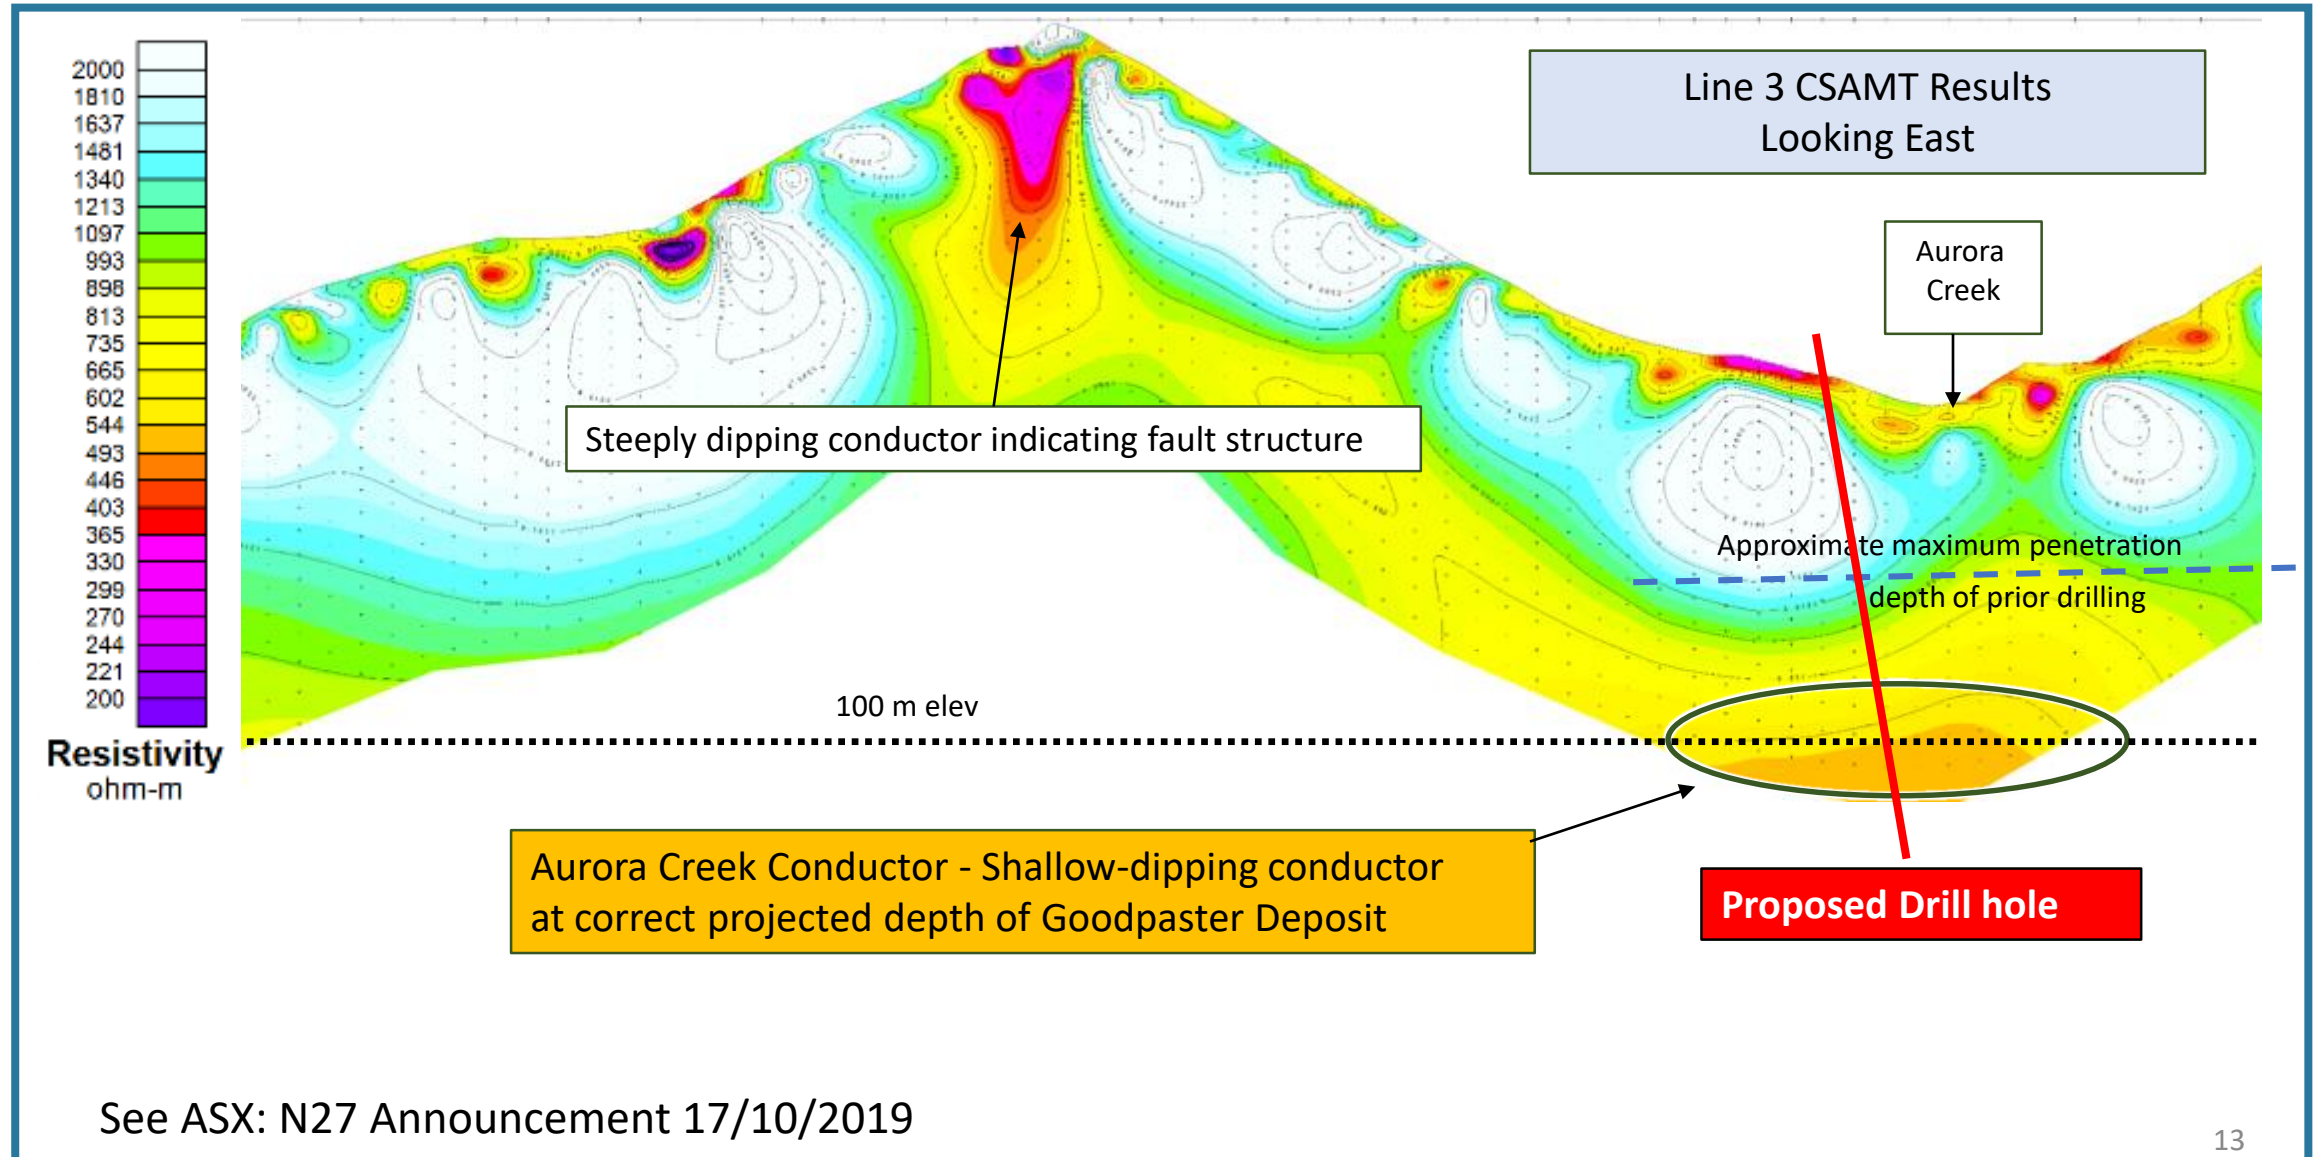 2000
1810
1637
1481
1340
1213
1097
993
898
813
735
665
602
544
493
446
403
365
330
299
270
244
221
200
Resistivity
ohm-m
Line 3 CSAMT Results
Looking East
Aurora
Creek
Steeply dipping conductor indicating fault structure
Approximate maximum penetration
depth of prior drilling
100 m elev
Aurora Creek Conductor - Shallow-dipping conductor
at correct projected depth of Goodpaster Deposit
Proposed Drill hole
See ASX: N27 Announcement 17/10/2019
13